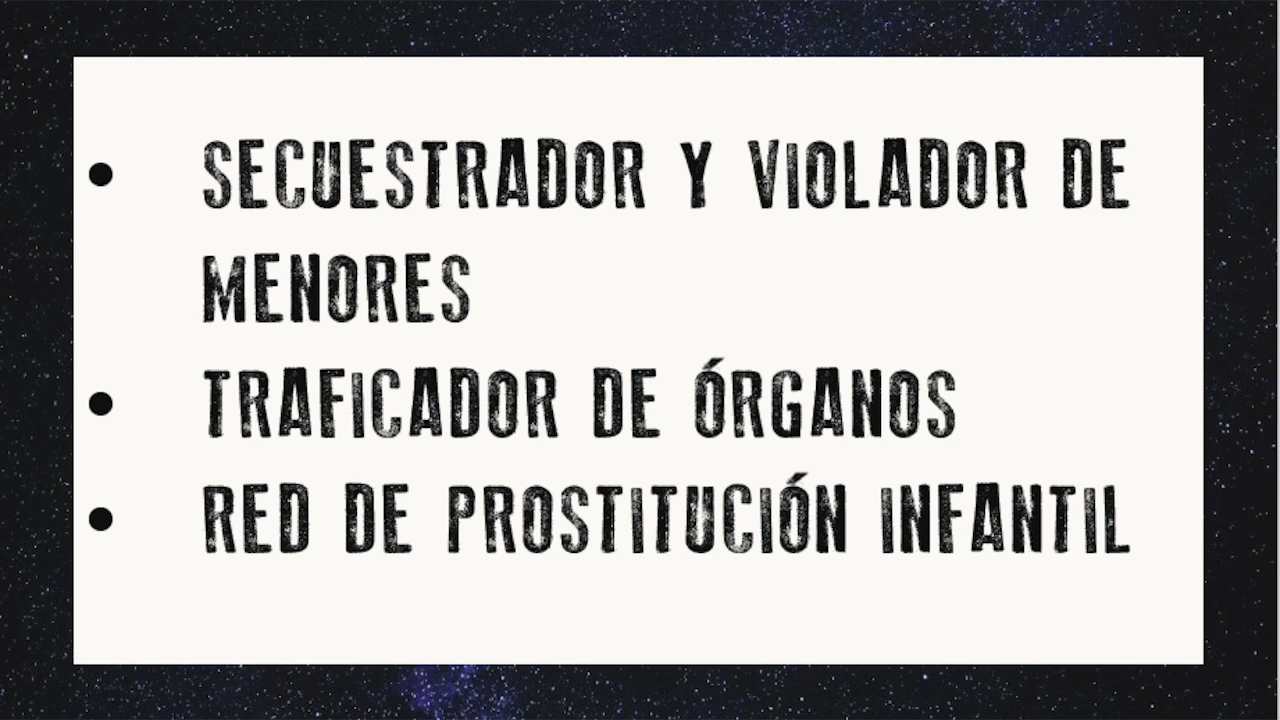 • SECUESTRADOR Y VIOLADOR DE
MENORES
• TRAFICADOR DE ÓRGANOS
• RED DE PROSTITUCIÓN INFANTIL